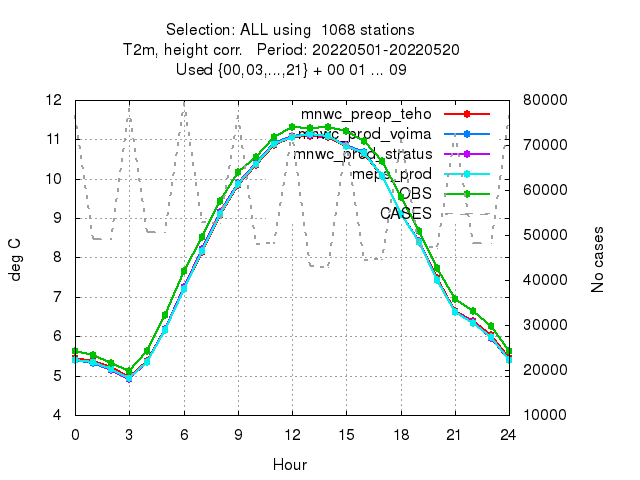 Selection: ALL using  1068 stations
T2m, height corr.   Period: 20220501-20220520
Used {00,03,...,21} + 00 01 ... 09
mnwc_preop_teho
mnwc_prod_voima
mnwc_prod_stratus
meps_prod
OBS
CASES
deg C
No cases
12
11
10
9
8
7
6
5
4
80000
70000
60000
50000
40000
30000
20000
10000
0 3 6 9 12 15 18 21 24
Hour